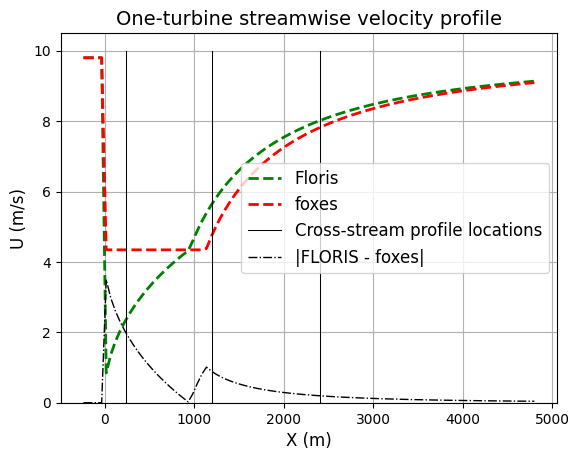 One-turbine streamwise velocity profile
10
8
6
4
2
0
U (m/s)
Floris
foxes
Cross-stream profile locations
|FLORIS - foxes|
0
1000
2000
3000
4000
5000
X (m)